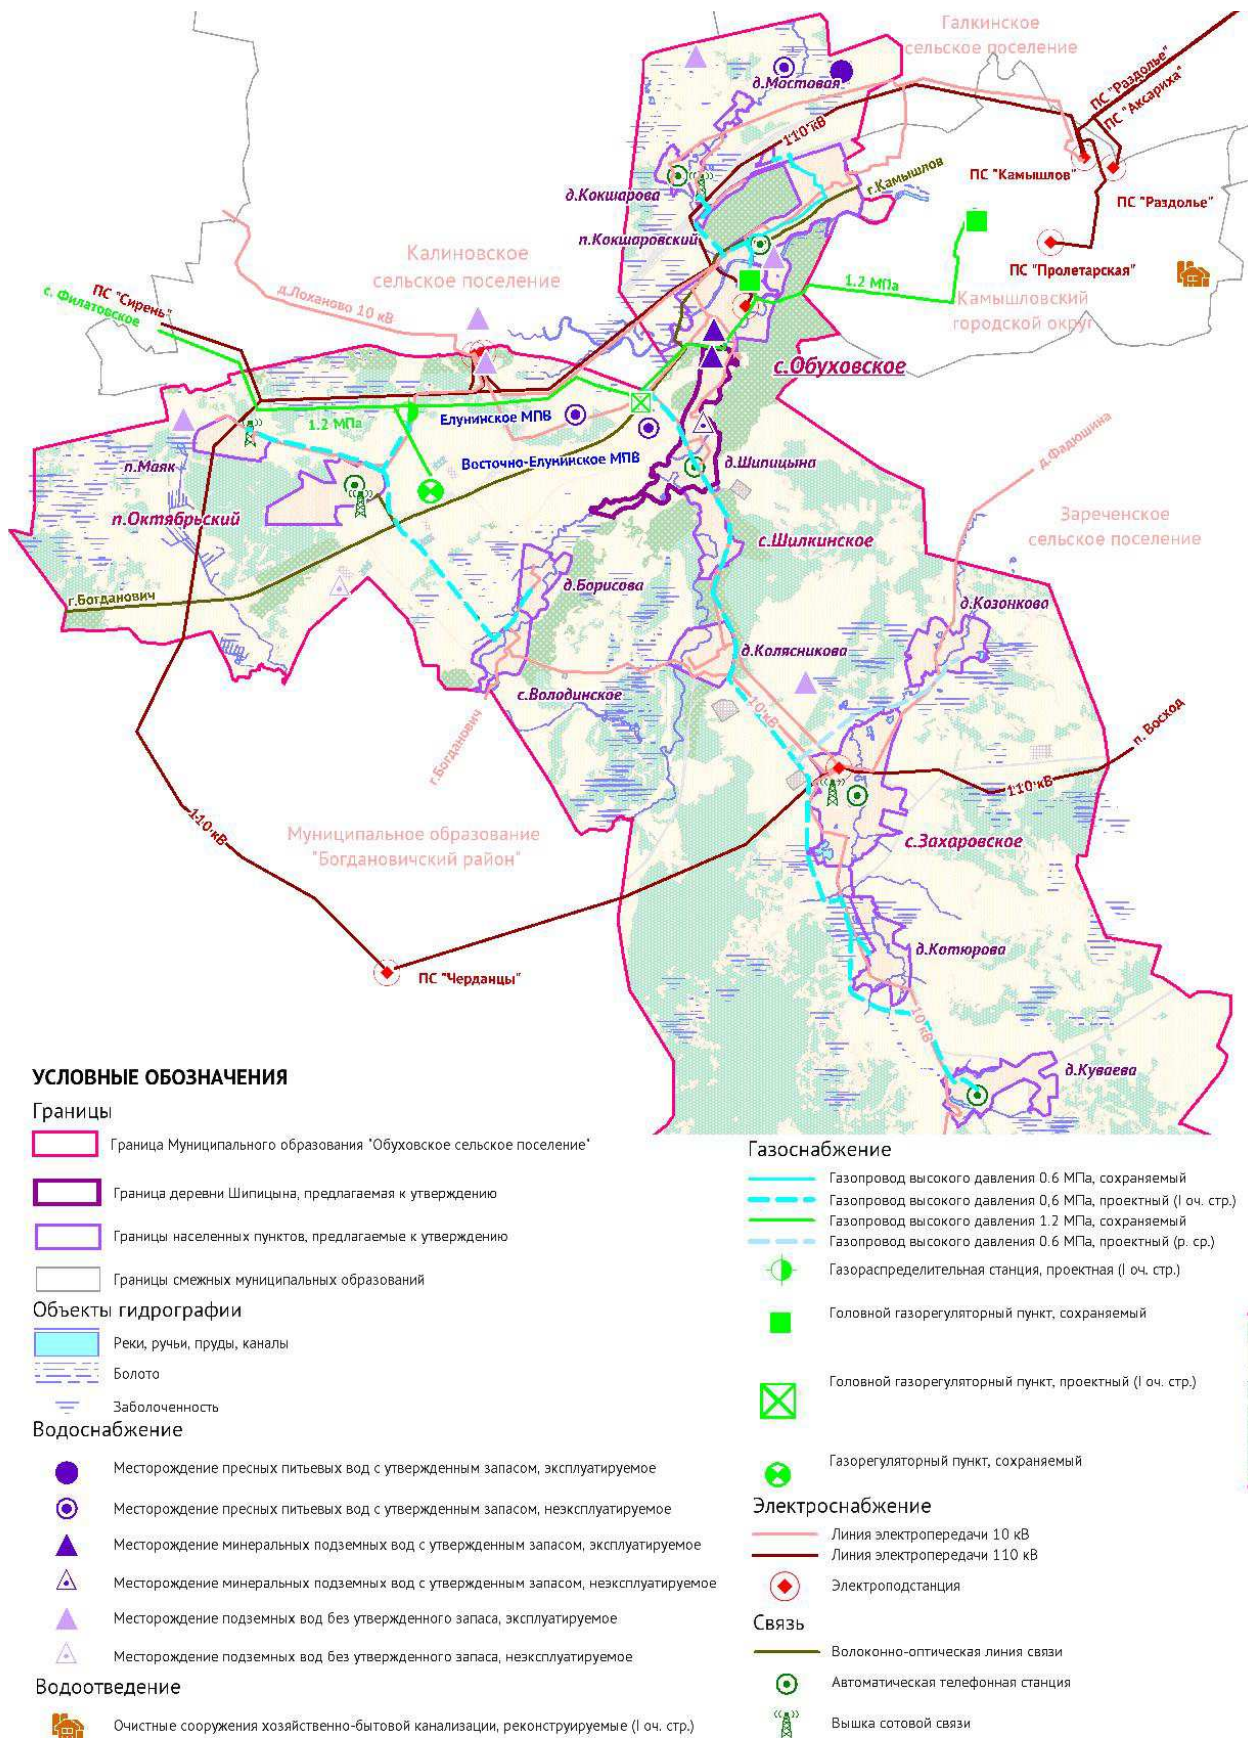 Галкинское
сельское поселение
ПС "Раздолье"
ПС "Аксариха"
д.Мостовая
110 кВ
г.Камышлов
ПС "Камышлов"
ПС "Раздолье"
д.Кокшарова
п.Кокшаровский
ПС "Пролетарская"
Калиновское
сельское поселение
ПС "Сирень"
с. Филатовское
д.Лоханово 10 кВ
1.2 МПа
Камышловский
городской округ
с.Обуховское
1.2 МПа
Елунинское МПВ
Восточно-Елунинское МПВ
д.Шипицына
д.Фадюшина
п.Маяк
п.Октябрьский
с.Шилкинское
Зареченское
сельское поселение
г.Богданович
д.Борисова
д.Козонкова
д.Колясникова
с.Володинское
г.Богданович
10 кВ
п. Восход
110 кВ
110 кВ
Муниципальное образование
"Богдановичский район"
с.Захаровское
д.Котюрова
ПС "Черданцы"
10 кВ
д.Куваева
УСЛОВНЫЕ ОБОЗНАЧЕНИЯ
Границы
Граница Муниципального образования "Обуховское сельское поселение"
Граница деревни Шипицына, предлагаемая к утверждению
Границы населенных пунктов, предлагаемые к утверждению
Границы смежных муниципальных образований
Объекты гидрографии
Реки, ручьи, пруды, каналы
Болото
Заболоченность
Водоснабжение
Месторождение пресных питьевых вод с утвержденным запасом, эксплуатируемое
Месторождение пресных питьевых вод с утвержденным запасом, неэксплуатируемое
Месторождение минеральных подземных вод с утвержденным запасом, эксплуатируемое
Месторождение минеральных подземных вод с утвержденным запасом, неэксплуатируемое
Месторождение подземных вод без утвержденного запаса, эксплуатируемое
Месторождение подземных вод без утвержденного запаса, неэксплуатируемое
Водоотведение
Очистные сооружения хозяйственно-бытовой канализации, реконструируемые (I оч. стр.)
Газоснабжение
Газопровод высокого давления 0.6 МПа, сохраняемый
Газопровод высокого давления 0,6 МПа, проектный (I оч. стр.)
Газопровод высокого давления 1.2 МПа, сохраняемый
Газопровод высокого давления 0.6 МПа, проектный (р. ср.)
Газораспределительная станция, проектная (I оч. стр.)
Головной газорегуляторный пункт, сохраняемый
Головной газорегуляторный пункт, проектный (I оч. стр.)
Газорегуляторный пункт, сохраняемый
Электроснабжение
Линия электропередачи 10 кВ
Линия электропередачи 110 кВ
Электроподстанция
Связь
Волоконно-оптическая линия связи
Автоматическая телефонная станция
Вышка сотовой связи